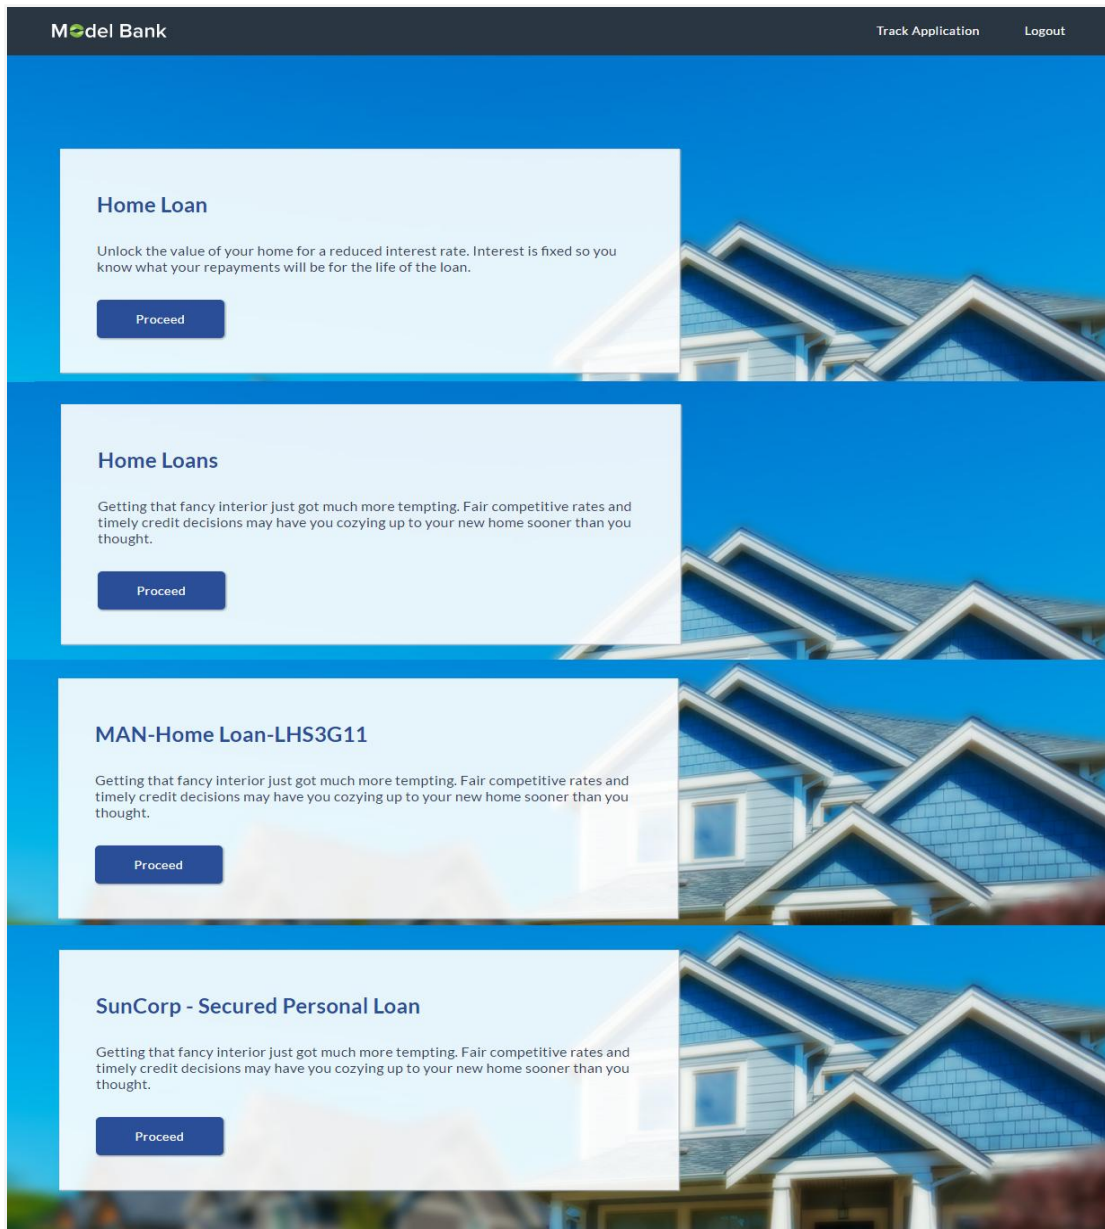 Model Bank
Track Application
Logout
Home Loan
Unlock the value of your home for a reduced interest rate. Interest is fixed so you
know what your repayments will be for the life of the loan.
Proceed
Home Loans
Getting that fancy interior just got much more tempting. Fair competitive rates and
timely credit decisions may have you cozying up to your new home sooner than you
thought.
Proceed
MAN-Home Loan-LHS3G11
Getting that fancy interior just got much more tempting. Fair competitive rates and
timely credit decisions may have you cozying up to your new home sooner than you
thought.
Proceed
SunCorp - Secured Personal Loan
Getting that fancy interior just got much more tempting. Fair competitive rates and
timely credit decisions may have you cozying up to your new home sooner than you
thought.
Proceed